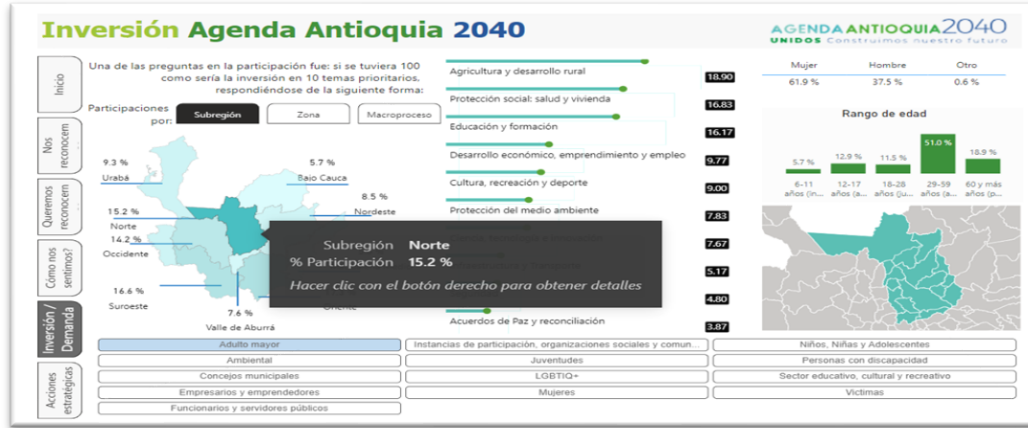 Inversión Agenda Antioquia 2040
AGENDA ANTIOQUIA 2040
UNIDOS Construimos nuestro futuro
Inicio
Nos reconocem
Queremos reconocem
Cómo nos sentimos?
Inversión / Demanda
Acciones estratégicas
Una de las preguntas en la participación fue: si se tuviera 100
como sería la inversión en 10 temas prioritarios,
respondiéndose de la siguiente forma:
Participaciones por:
Subregión
Zona
Macroproceso
9.3 %
Urabá
5.7 %
Bajo Cauca
8.5 %
Nordeste
15.2 %
Norte
14.2 %
Occidente
16.6 %
Suroeste
7.6 %
Valle de Aburrá
Subregión Norte
% Participación 15.2 %
Hacer clic con el botón derecho para obtener detalles
Agricultura y desarrollo rural 18.90
Protección social: salud y vivienda 16.83
Educación y formación 16.17
Desarrollo económico, emprendimiento y empleo 9.77
Cultura, recreación y deporte 9.00
Protección del medio ambiente 7.83
7.67
5.17
4.80
Acuerdos de Paz y reconciliación 3.87
Mujer Hombre Otro
61.9 % 37.5 % 0.6 %
Rango de edad
5.7 % 12.9 % 11.5 % 51.0 % 18.9 %
6-11 12-17 18-28 29-59 60 y más
años (in... años (a... años (ju... años (a... años (p...
Adulto mayor
Ambiental
Concejos municipales
Empresarios y emprendedores
Funcionarios y servidores públicos
Instancias de participación, organizaciones sociales y comun...
Juventudes
LGBTIQ+
Mujeres
Niños, Niñas y Adolescentes
Personas con discapacidad
Sector educativo, cultural y recreativo
Víctimas